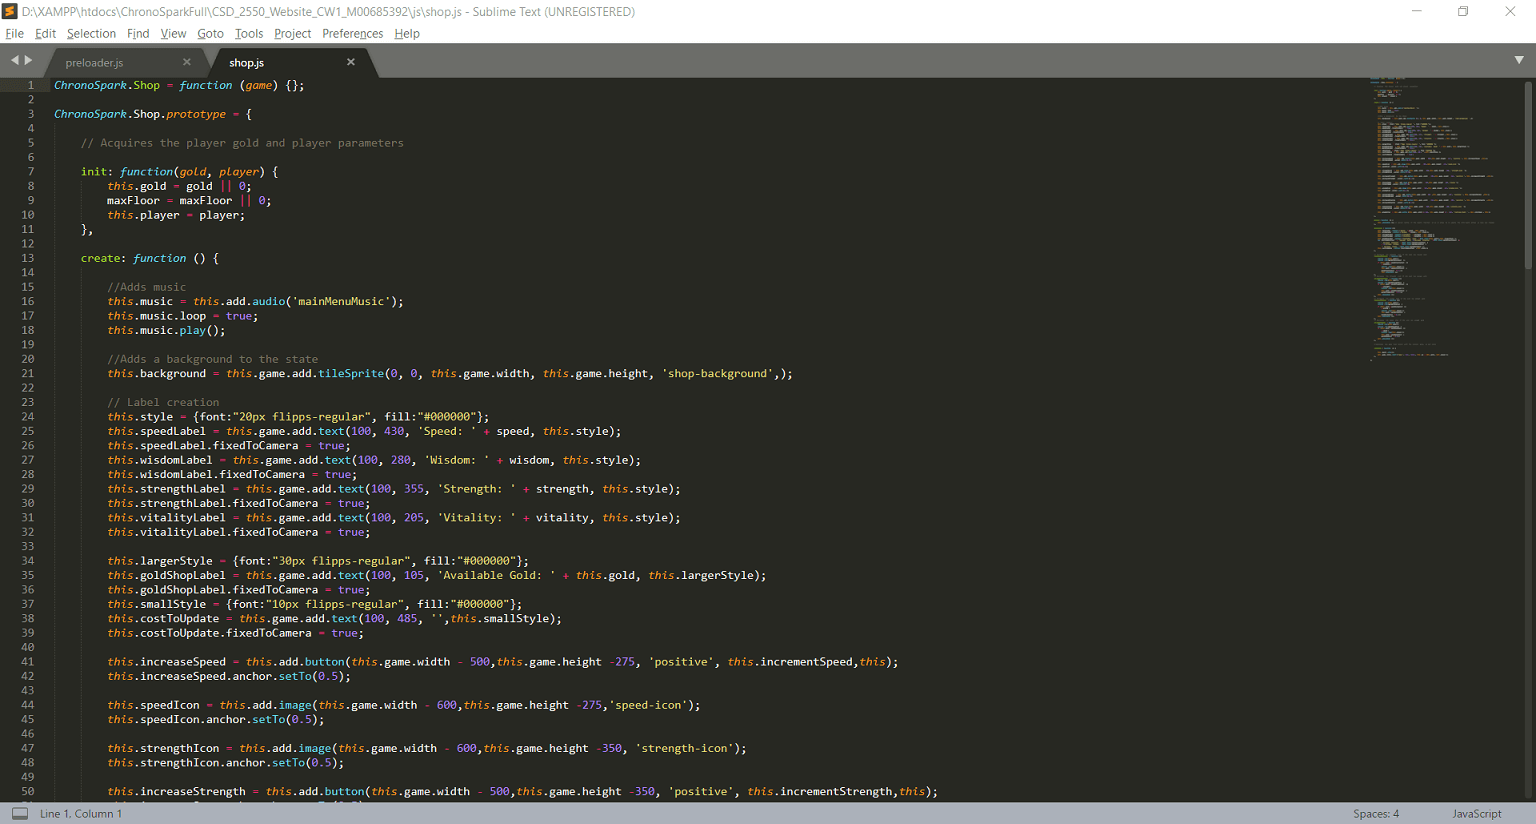 D:\XAMPP\htdocs\ChronoSparkFull\CSD_2550_Website_CW1_M00685392\js\shop.js - Sublime Text (UNREGISTERED)
File Edit Selection Find View Goto Tools Project Preferences Help
preloader.js shop.js
1 ChronoSpark.Shop = function (game) {};
2
3 ChronoSpark.Shop.prototype = {
4
5 // Acquires the player gold and player parameters
6
7 init: function(gold, player) {
8 this.gold = gold || 0;
9 maxFloor = maxFloor || 0;
10 this.player = player;
11 },
12
13 create: function () {
14
15 //Adds music
16 this.music = this.add.audio('mainMenuMusic');
17 this.music.loop = true;
18 this.music.play();
19
20 //Adds a background to the state
21 this.background = this.game.add.tileSprite(0, 0, this.game.width, this.game.height, 'shop-background',);
22
23 // Label creation
24 this.style = {font:"20px flipps-regular", fill:"#000000"};
25 this.speedLabel = this.game.add.text(100, 430, 'Speed: ' + speed, this.style);
26 this.speedLabel.fixedToCamera = true;
27 this.wisdomLabel = this.game.add.text(100, 280, 'Wisdom: ' + wisdom, this.style);
28 this.wisdomLabel.fixedToCamera = true;
29 this.strengthLabel = this.game.add.text(100, 355, 'Strength: ' + strength, this.style);
30 this.strengthLabel.fixedToCamera = true;
31 this.vitalityLabel = this.game.add.text(100, 205, 'Vitality: ' + vitality, this.style);
32 this.vitalityLabel.fixedToCamera = true;
33
34 this.largerStyle = {font:"30px flipps-regular", fill:"#000000"};
35 this.goldShopLabel = this.game.add.text(100, 105, 'Available Gold: ' + this.gold, this.largerStyle);
36 this.goldShopLabel.fixedToCamera = true;
37 this.smallStyle = {font:"10px flipps-regular", fill:"#000000"};
38 this.costToUpdate = this.game.add.text(100, 485, '',this.smallStyle);
39 this.costToUpdate.fixedToCamera = true;
40
41 this.increaseSpeed = this.add.button(this.game.width - 500,this.game.height -275, 'positive', this.incrementSpeed,this);
42 this.increaseSpeed.anchor.setTo(0.5);
43
44 this.speedIcon = this.add.image(this.game.width - 600,this.game.height -275,'speed-icon');
45 this.speedIcon.anchor.setTo(0.5);
46
47 this.strengthIcon = this.add.image(this.game.width - 600,this.game.height -350, 'strength-icon');
48 this.strengthIcon.anchor.setTo(0.5);
49
50 this.increaseStrength = this.add.button(this.game.width - 500,this.game.height -350, 'positive', this.incrementStrength,this);
Line 1, Column 1 Spaces: 4 JavaScript